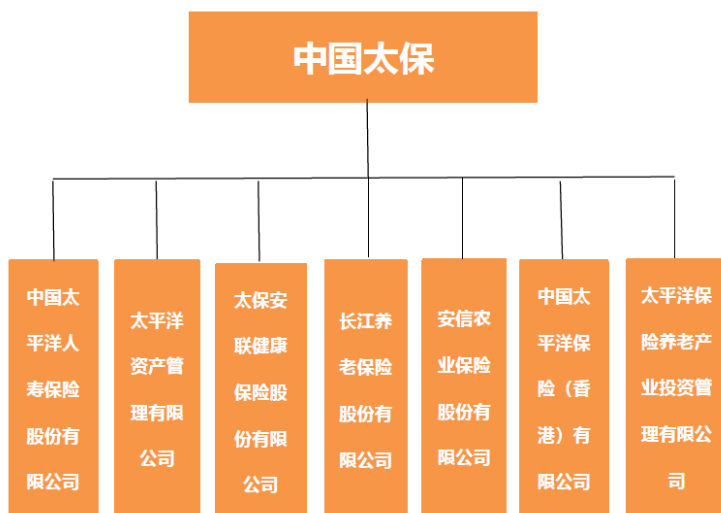 中国太保
中国太
平洋人
寿保险
股份有
限公司
太平洋
资产管
理有限
公司
太保安
联健康
保险股
份有限
公司
长江养
老保险
股份有
限公司
安信农
业保险
股份有
限公司
中国太
平洋保
险（香
港）有
限公司
太平洋保
险养老产
业投资管
理有限公
司